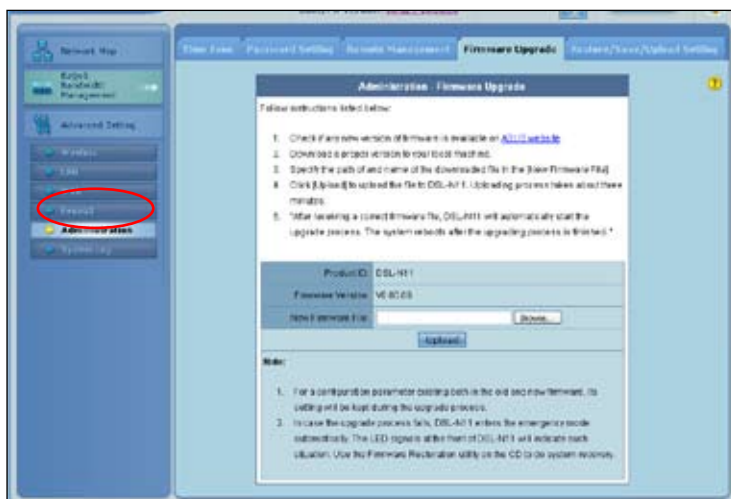 Network Map
EzQoS
Bandwidth
Management
Advanced Setting
Wireless
LAN
Firewall
Administration
System Log
Time Zone Password Setting Remote Management Firmware Upgrade Restore/Save/Upload Setting
Administration - Firmware Upgrade
Follow instructions listed below:
1. Check if any new version of firmware is available on ASUS website.
2. Download a proper version to your local machine.
3. Specify the path of and name of the downloaded file in the [New Firmware File].
4. Click [Upload] to upload the file to DSL-N11. Uploading process takes about three
minutes.
5. "After receiving a correct firmware file, DSL-N11 will automatically start the
upgrade process. The system reboots after the upgrading process is finished."
Product ID: DSL-N11
Firmware Version:
New Firmware File: Browse...
Upload
Note:
1. For a configuration parameter existing both in the old and new firmware, its
setting will be kept during the upgrade process.
2. In case the upgrade process fails, DSL-N11 enters the emergency mode
automatically. The LED signals at the front of DSL-N11 will indicate such
situation. Use the Firmware Restoration utility on the CD to do system recovery.